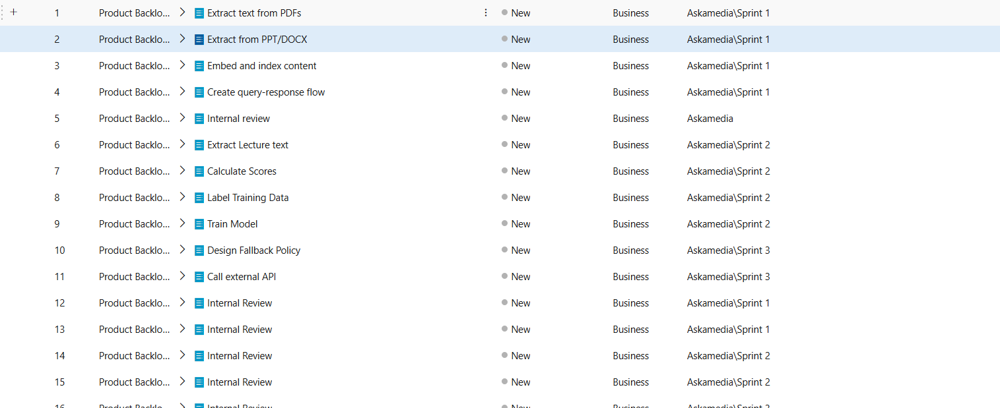 1 Product Backlo... Extract text from PDFs New Business Askamedia\Sprint 1
2 Product Backlo... Extract from PPT/DOCX New Business Askamedia\Sprint 1
3 Product Backlo... Embed and index content New Business Askamedia\Sprint 1
4 Product Backlo... Create query-response flow New Business Askamedia\Sprint 1
5 Product Backlo... Internal review New Business Askamedia
6 Product Backlo... Extract Lecture text New Business Askamedia\Sprint 2
7 Product Backlo... Calculate Scores New Business Askamedia\Sprint 2
8 Product Backlo... Label Training Data New Business Askamedia\Sprint 2
9 Product Backlo... Train Model New Business Askamedia\Sprint 2
10 Product Backlo... Design Fallback Policy New Business Askamedia\Sprint 3
11 Product Backlo... Call external API New Business Askamedia\Sprint 3
12 Product Backlo... Internal Review New Business Askamedia\Sprint 1
13 Product Backlo... Internal Review New Business Askamedia\Sprint 1
14 Product Backlo... Internal Review New Business Askamedia\Sprint 2
15 Product Backlo... Internal Review New Business Askamedia\Sprint 2
16 Product Backlo... Internal Review New Business Askamedia\Sprint